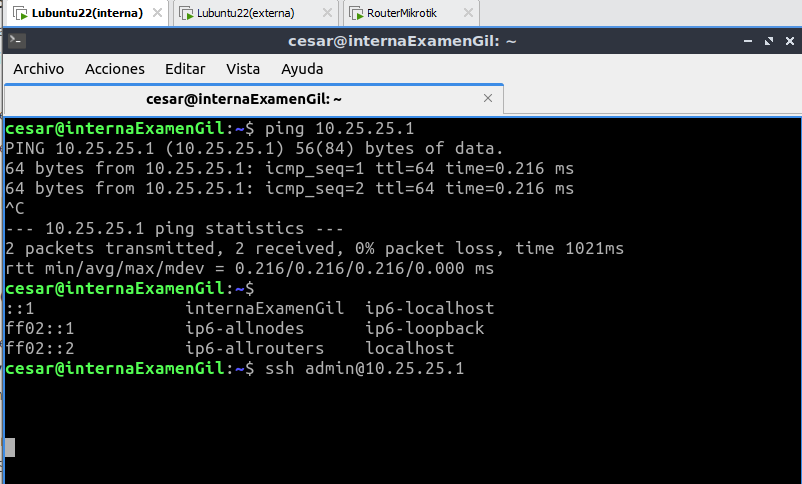 Lubuntu22(interna) Lubuntu22(externa) RouterMikrotik
cesar@internaExamenGil: ~
Archivo Acciones Editar Vista Ayuda
cesar@internaExamenGil: ~
cesar@internaExamenGil:~$ ping 10.25.25.1
PING 10.25.25.1 (10.25.25.1) 56(84) bytes of data.
64 bytes from 10.25.25.1: icmp_seq=1 ttl=64 time=0.216 ms
64 bytes from 10.25.25.1: icmp_seq=2 ttl=64 time=0.216 ms
^C
--- 10.25.25.1 ping statistics ---
2 packets transmitted, 2 received, 0% packet loss, time 1021ms
rtt min/avg/max/mdev = 0.216/0.216/0.216/0.000 ms
cesar@internaExamenGil:~$
::1 internaExamenGil ip6-localhost
ff02::1 ip6-allnodes ip6-loopback
ff02::2 ip6-allrouters localhost
cesar@internaExamenGil:~$ ssh admin@10.25.25.1